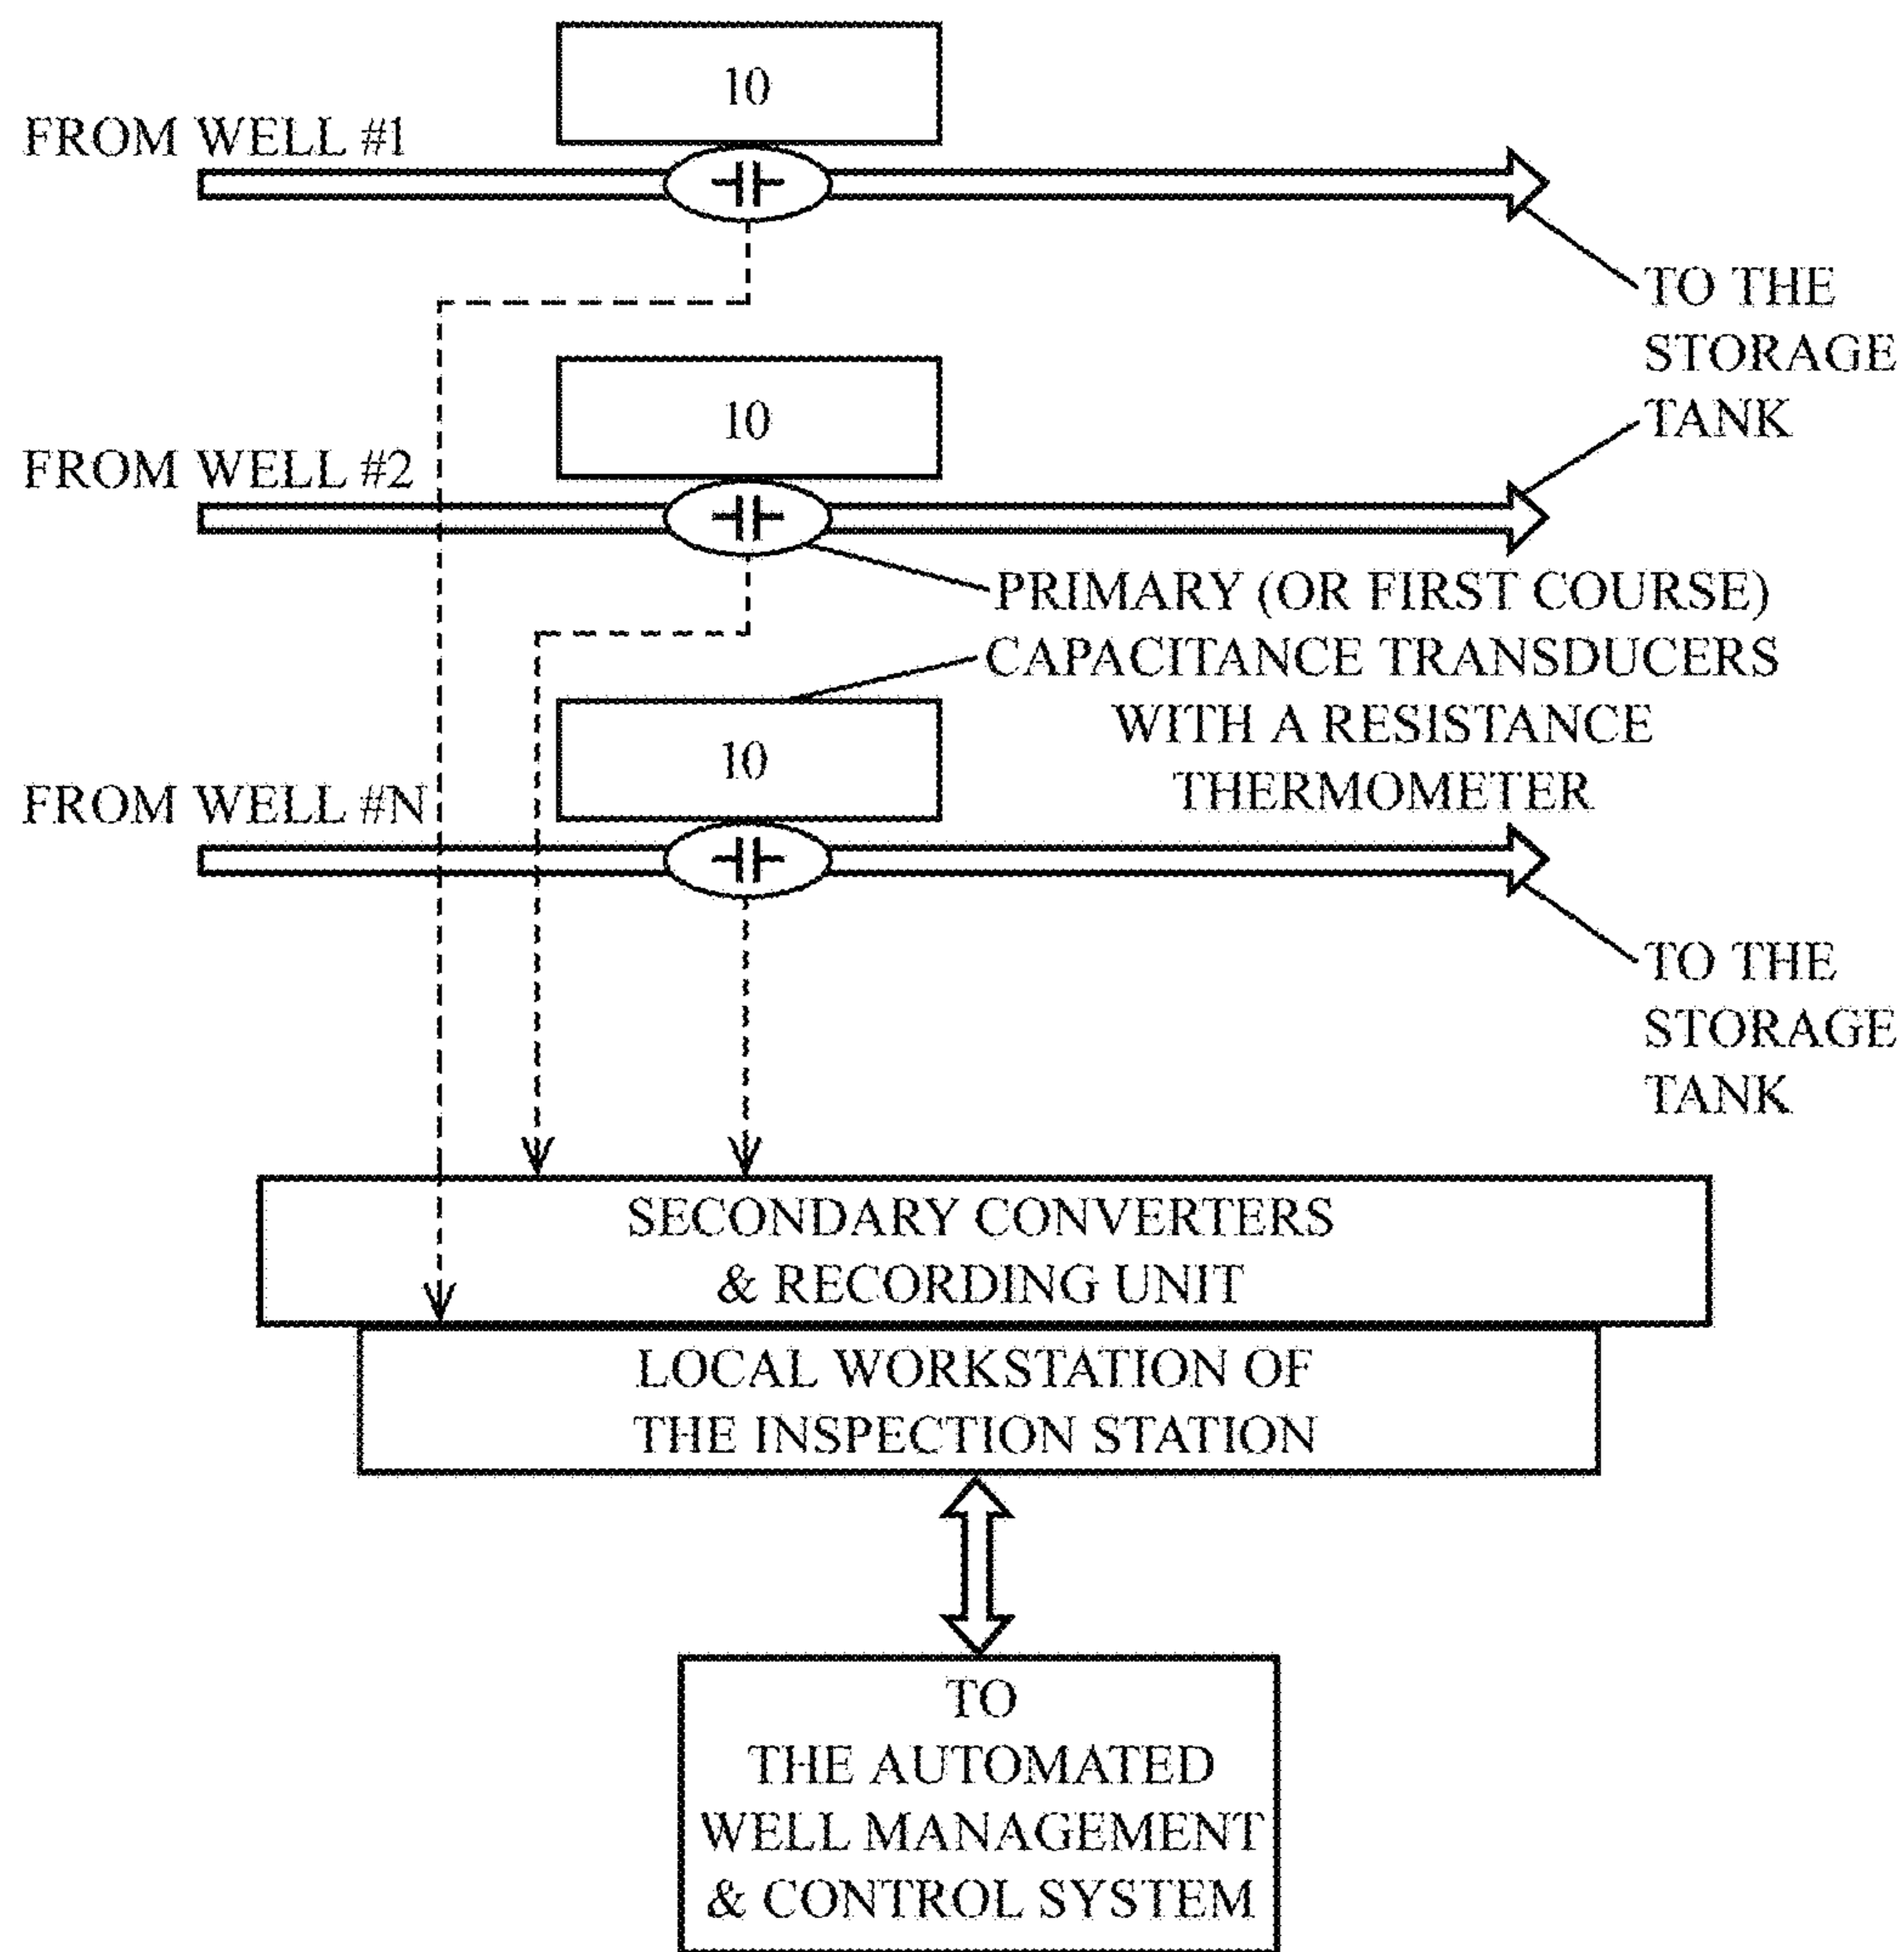 10
FROM WELL #1
TO THE
STORAGE
TANK
10
FROM WELL #2
PRIMARY (OR FIRST COURSE)
CAPACITANCE TRANSDUCERS
WITH A RESISTANCE
THERMOMETER
10
FROM WELL #N
TO THE
STORAGE
TANK
SECONDARY CONVERTERS
& RECORDING UNIT
LOCAL WORKSTATION OF
THE INSPECTION STATION
TO
THE AUTOMATED
WELL MANAGEMENT
& CONTROL SYSTEM